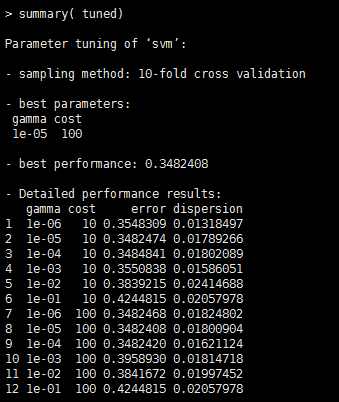 > summary( tuned)
Parameter tuning of ‘svm’:
- sampling method: 10-fold cross validation
- best parameters:
gamma cost
1e-05 100
- best performance: 0.3482408
- Detailed performance results:
gamma cost error dispersion
1 1e-06 10 0.3548309 0.01318497
2 1e-05 10 0.3482474 0.01789266
3 1e-04 10 0.3484841 0.01802089
4 1e-03 10 0.3550838 0.01586051
5 1e-02 10 0.3839215 0.02414688
6 1e-01 10 0.4244815 0.02057978
7 1e-06 100 0.3482468 0.01824802
8 1e-05 100 0.3482408 0.01800904
9 1e-04 100 0.3482420 0.01621124
10 1e-03 100 0.3958930 0.01814718
11 1e-02 100 0.3841672 0.01997452
12 1e-01 100 0.4244815 0.02057978